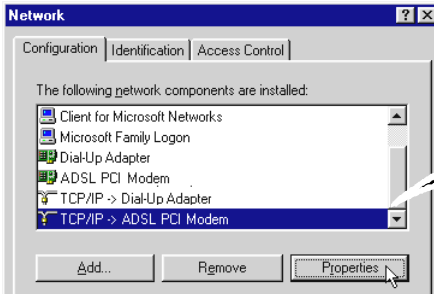 Network
Configuration Identification Access Control
The following network components are installed:
Client for Microsoft Networks
Microsoft Family Logon
Dial-Up Adapter
ADSL PCI Modem
TCP/IP -> Dial-Up Adapter
TCP/IP -> ADSL PCI Modem
Add... Remove Properties